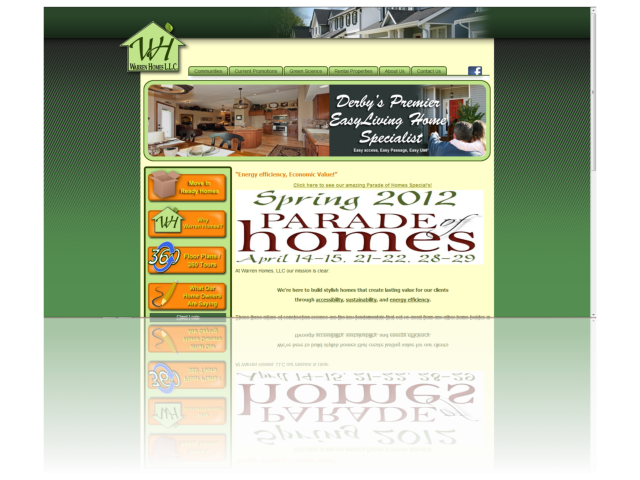 WH
WARREN HOMES L.L.C.
Communities Current Promotions Green Science Rental Properties About Us Contact Us
Derby's Premier
EasyLiving Home
Specialist
Easy access, Easy Passage, Easy Use
Move In
Ready Homes
WH
Why
Warren Homes?
360
Floor Plans /
360 Tours
What Our
Home Owners
Are Saying
Client Login
"Energy efficiency, Economic Value!"
Click here to see our amazing Parade of Homes Specials!
Spring 2012
PARADE of
homes
April 14-15, 21-22, 28-29
At Warren Homes, LLC our mission is clear:
We're here to build stylish homes that create lasting value for our clients
through accessibility, sustainability, and energy efficiency.